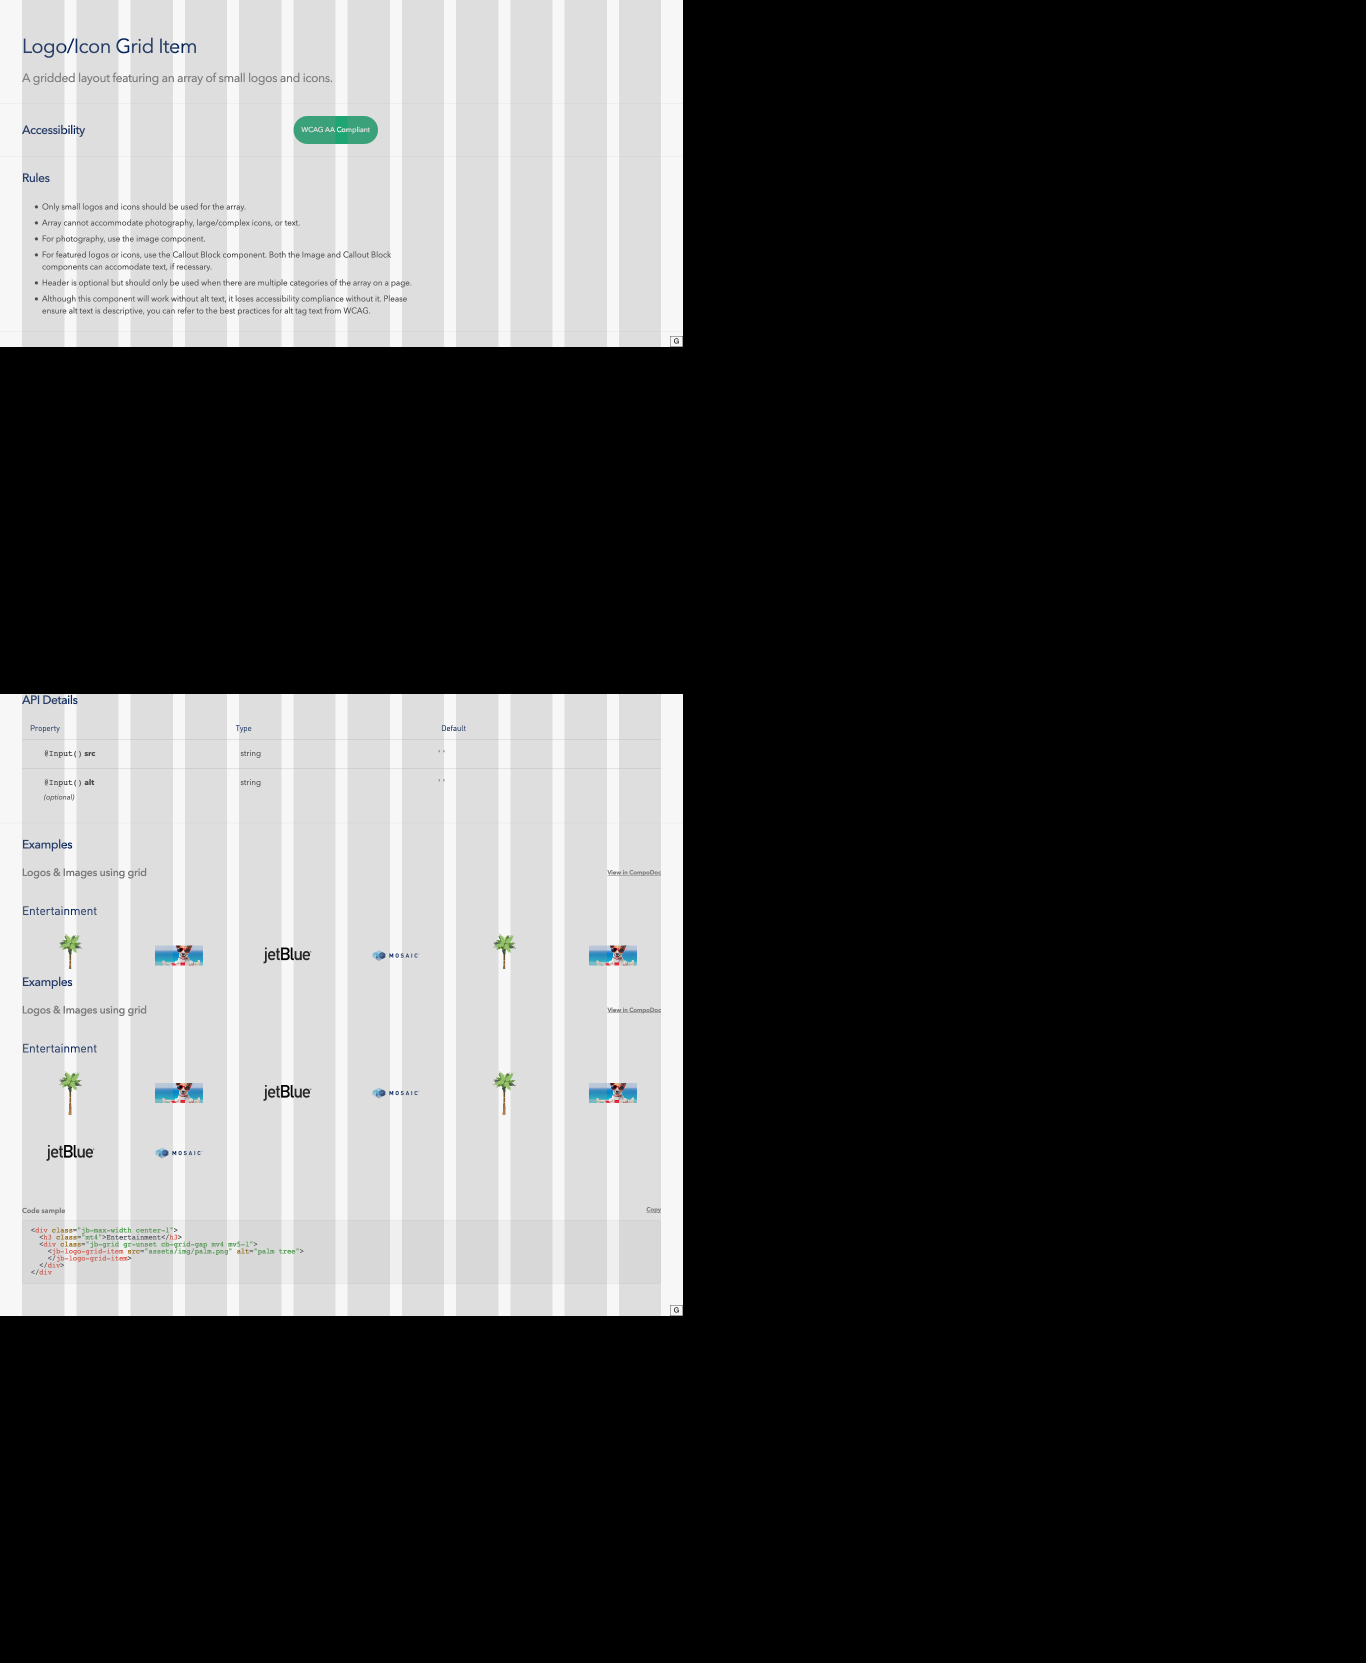 Logo/Icon Grid Item
A gridded layout featuring an array of small logos and icons.
Accessibility
WCAG AA Compliant
Rules
• Only small logos and icons should be used for the array.
• Array cannot accommodate photography, large/complex icons, or text.
• For photography, use the image component.
• For featured logos or icons, use the Callout Block component. Both the Image and Callout Block
components can accomodate text, if necessary.
• Header is optional but should only be used when there are multiple categories of the array on a page.
• Although this component will work without alt text, it loses accessibility compliance without it. Please
ensure alt text is descriptive, you can refer to the best practices for alt tag text from WCAG.
G
API Details
Property Type Default
@Input() src string ''
@Input() alt string ''
(optional)
Examples
Logos & Images using grid View in CompoDoc
Entertainment
jetBlue MOSAIC
Examples
Logos & Images using grid View in CompoDoc
Entertainment
jetBlue MOSAIC
jetBlue MOSAIC
Code sample Copy
<div class="jb-max-width center-l">
<h3 class="mt4">Entertainment</h3>
<div class="jb-grid gr-unset cb-grid-gap mv4 mv5-l">
<jb-logo-grid-item src="assets/img/palm.png" alt="palm tree">
</jb-logo-grid-item>
</div>
</div
G